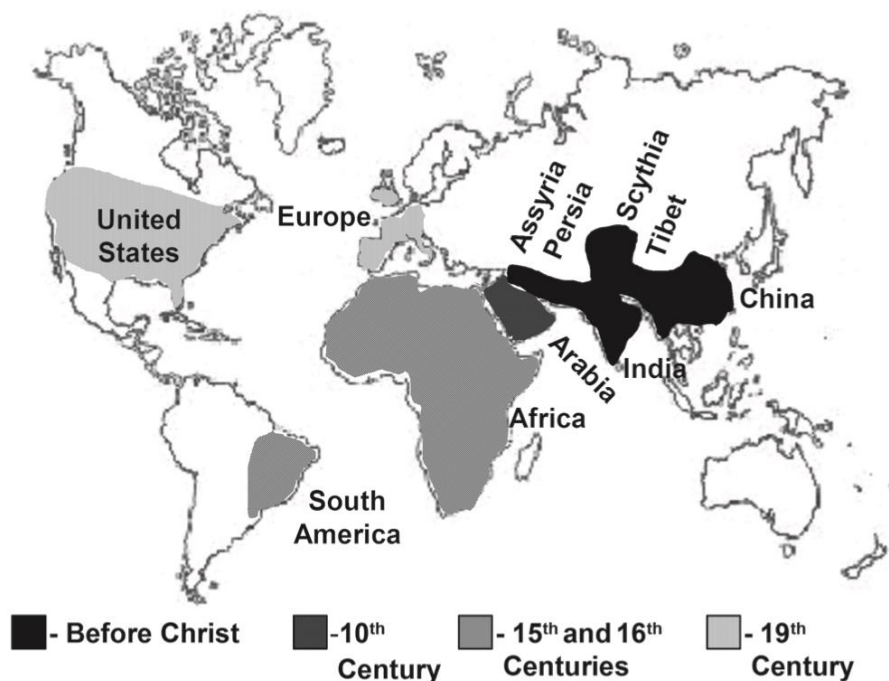 United
States
Europe
Assyria
Persia
Scythia
Tibet
China
Arabia
India
Africa
South
America
- Before Christ
-10th
Century
- 15th and 16th
Centuries
- 19th
Century